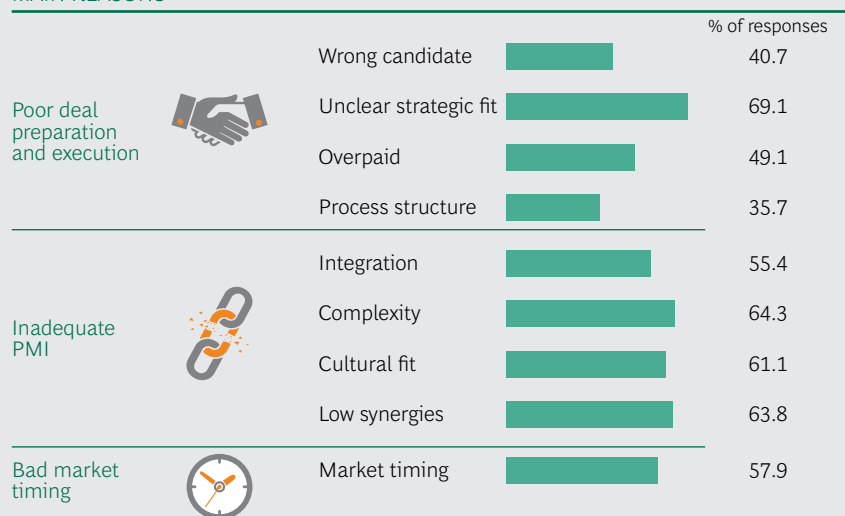 % of responses
Poor deal
preparation
and execution
Wrong candidate 40.7
Unclear strategic fit 69.1
Overpaid 49.1
Process structure 35.7
Inadequate
PMI
Integration 55.4
Complexity 64.3
Cultural fit 61.1
Low synergies 63.8
Bad market
timing
Market timing 57.9